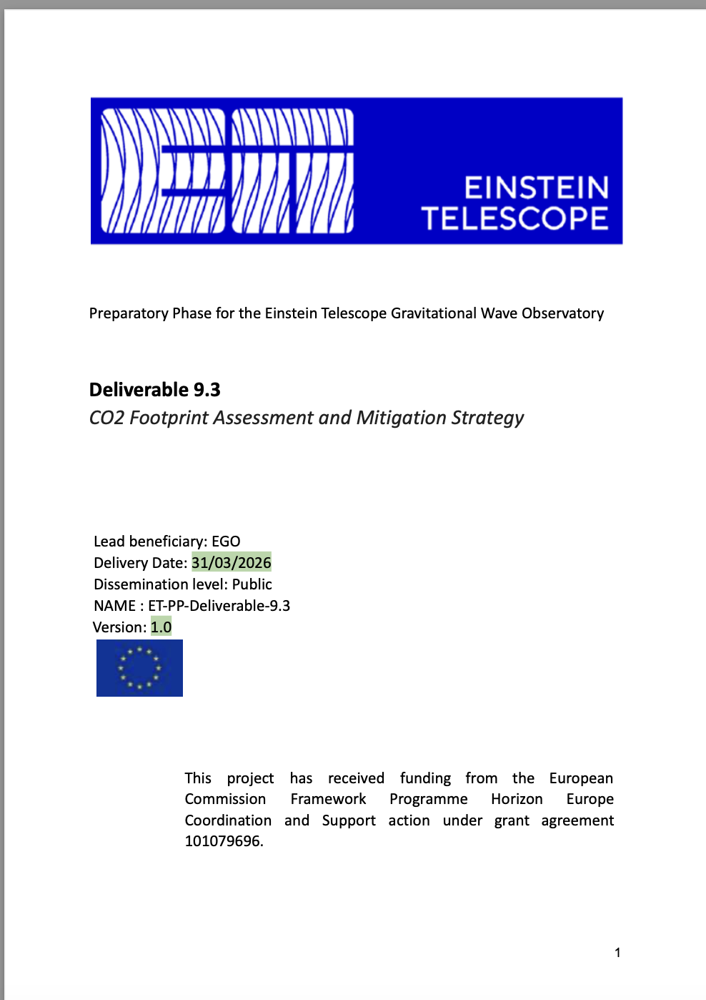 ET
EINSTEIN
TELESCOPE
Preparatory Phase for the Einstein Telescope Gravitational Wave Observatory
Deliverable 9.3
CO2 Footprint Assessment and Mitigation Strategy
Lead beneficiary: EGO
Delivery Date: 31/03/2026
Dissemination level: Public
NAME : ET-PP-Deliverable-9.3
Version: 1.0
This project has received funding from the European
Commission Framework Programme Horizon Europe
Coordination and Support action under grant agreement
101079696.
1